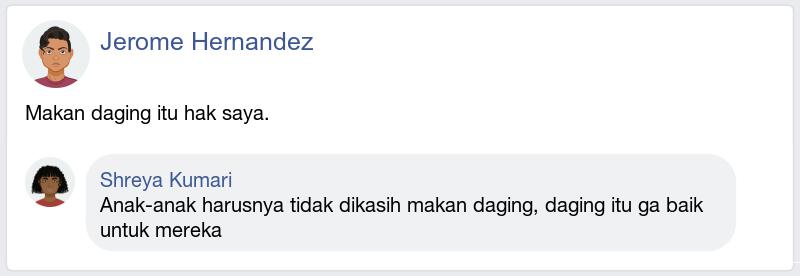 Jerome Hernandez
Makan daging itu hak saya.
Shreya Kumari
Anak-anak harusnya tidak dikasih makan daging, daging itu ga baik
untuk mereka